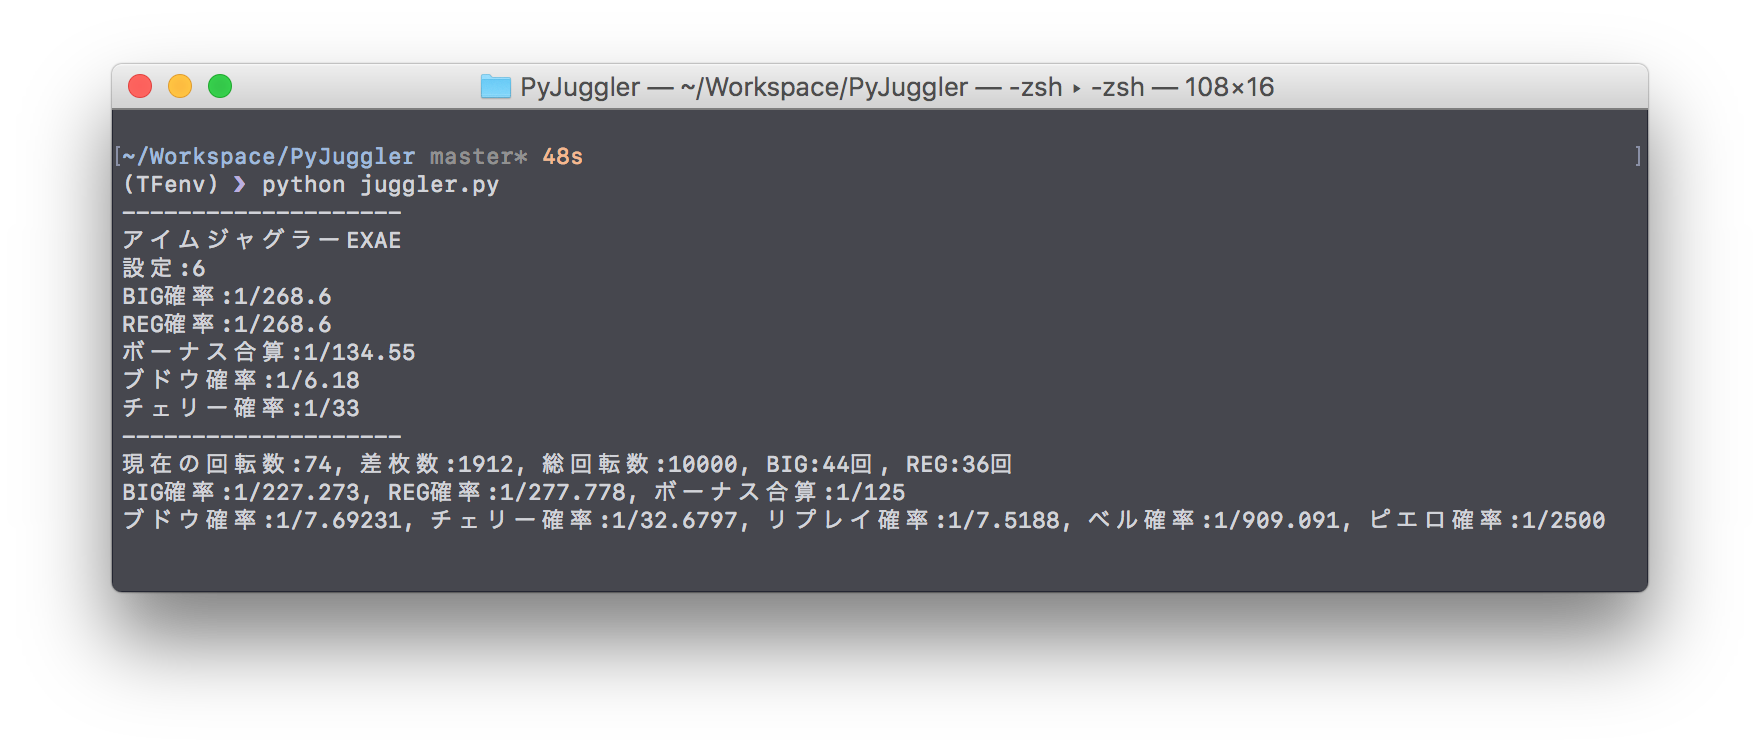 PyJuggler — ~/Workspace/PyJuggler — -zsh ▸ -zsh — 108×16
[~/Workspace/PyJuggler master* 48s ]
(TFenv) ❯ python juggler.py
--------------------
アイムジャグラーEXAE
設定:6
BIG確率:1/268.6
REG確率:1/268.6
ボーナス合算:1/134.55
ブドウ確率:1/6.18
チェリー確率:1/33
--------------------
現在の回転数:74, 差枚数:1912, 総回転数:10000, BIG:44回, REG:36回
BIG確率:1/227.273, REG確率:1/277.778, ボーナス合算:1/125
ブドウ確率:1/7.69231, チェリー確率:1/32.6797, リプレイ確率:1/7.5188, ベル確率:1/909.091, ピエロ確率:1/2500